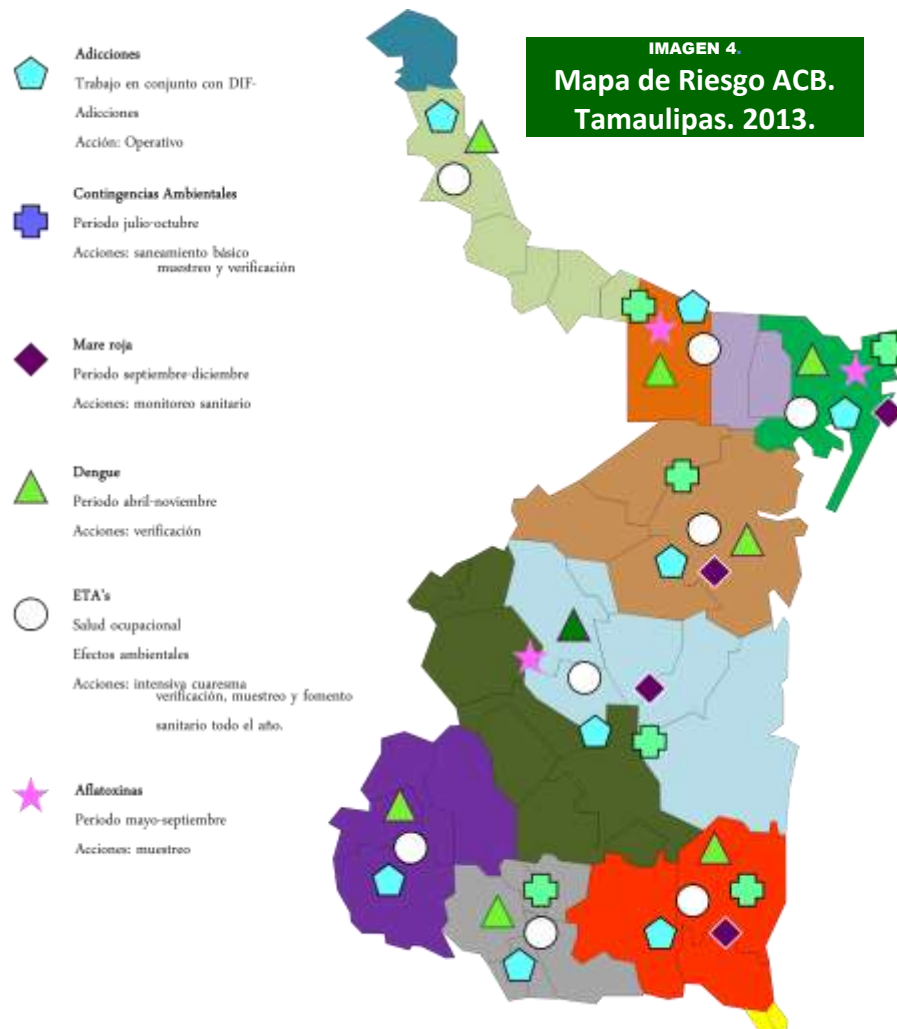 IMAGEN 4.
Mapa de Riesgo ACB.
Tamaulipas. 2013.
Adicciones
Trabajo en conjunto con DIF-
Adicciones
Acción: Operativo
Contingencias Ambientales
Periodo julio-octubre
Acciones: saneamiento básico
muestreo y verificación
Mare roja
Periodo septiembre-diciembre
Acciones: monitoreo sanitario
Dengue
Periodo abril-noviembre
Acciones: verificación
ETA's
Salud ocupacional
Efectos ambientales
Acciones: intensiva cuaresma
verificación, muestreo y fomento
sanitario todo el año.
Aflatoxinas
Periodo mayo-septiembre
Acciones: muestreo